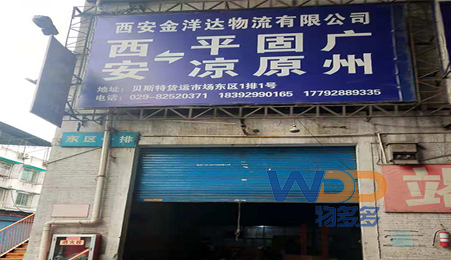 西安金洋达物流有限公司
西安⇋平凉 固原 广州
地址：贝斯特货运市场东区1排1号
电话：029-82520371 18392990165 17792889335
东区 排
WDD
物多多
站